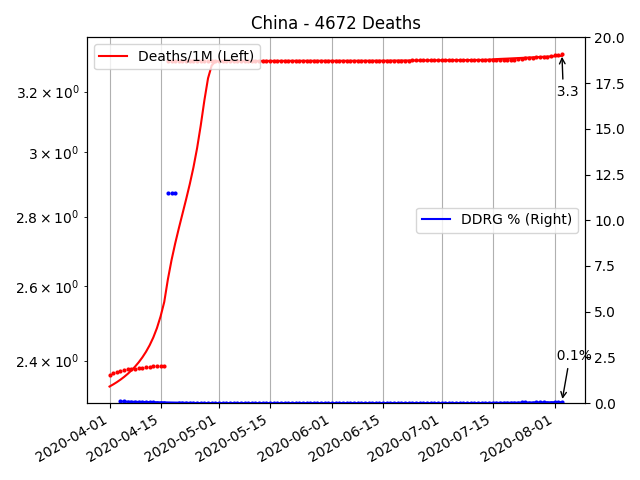 China - 4672 Deaths
Deaths/1M (Left)
DDRG % (Right)
3.2 × 10⁰
3 × 10⁰
2.8 × 10⁰
2.6 × 10⁰
2.4 × 10⁰
20.0
17.5
15.0
12.5
10.0
7.5
5.0
2.5
0.0
3.3
0.1%
2020-04-01
2020-04-15
2020-05-01
2020-05-15
2020-06-01
2020-06-15
2020-07-01
2020-07-15
2020-08-01